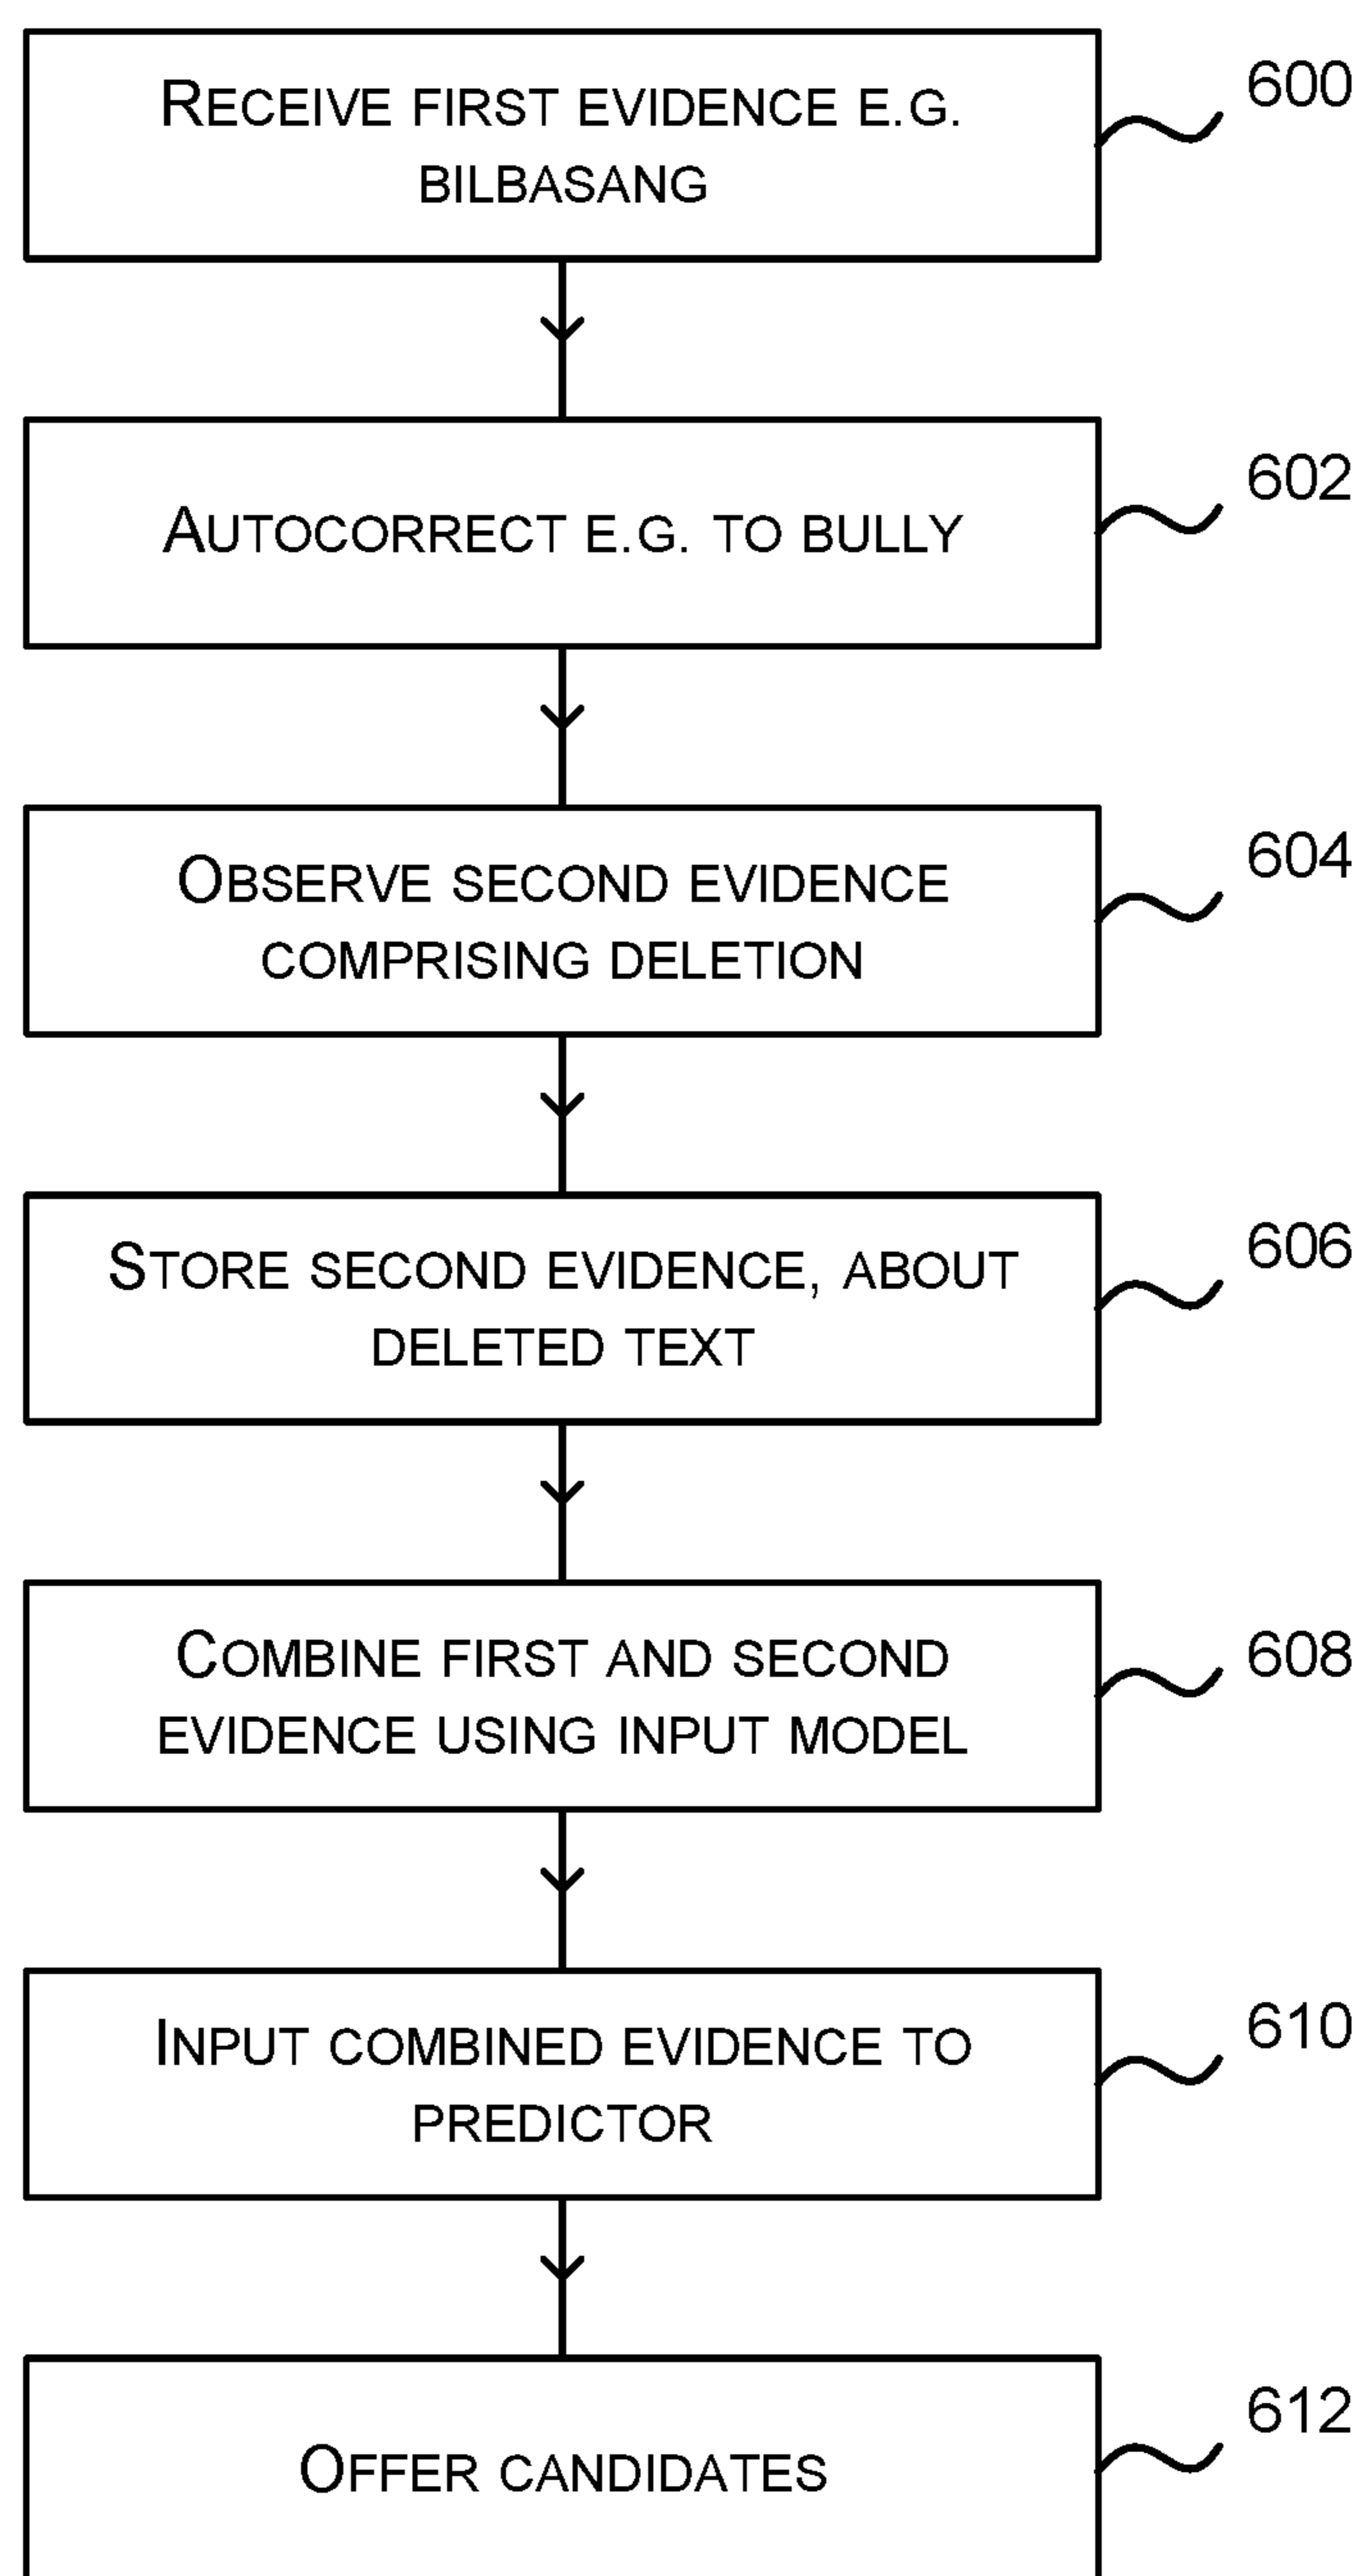 RECEIVE FIRST EVIDENCE E.G.
BILBASANG
600
AUTOCORRECT E.G. TO BULLY
602
OBSERVE SECOND EVIDENCE
COMPRISING DELETION
604
STORE SECOND EVIDENCE, ABOUT
DELETED TEXT
606
COMBINE FIRST AND SECOND
EVIDENCE USING INPUT MODEL
608
INPUT COMBINED EVIDENCE TO
PREDICTOR
610
OFFER CANDIDATES
612